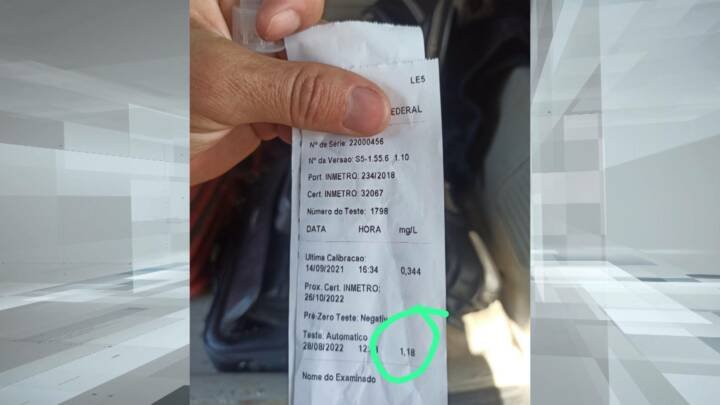 LE5
EDERAL
Nº de Série: 22000456
Nº da Versao: S5-1.55.6 1.10
Port. INMETRO: 234/2018
Cert. INMETRO: 32067
Número do Teste: 1798
DATA HORA mg/L
Ultima Calibracao:
14/09/2021 16:34 0,344
Prox. Cert. INMETRO:
26/10/2022
Pré-Zero Teste: Negativ
Teste: Automatico
28/08/2022 1,18
Nome do Examinado